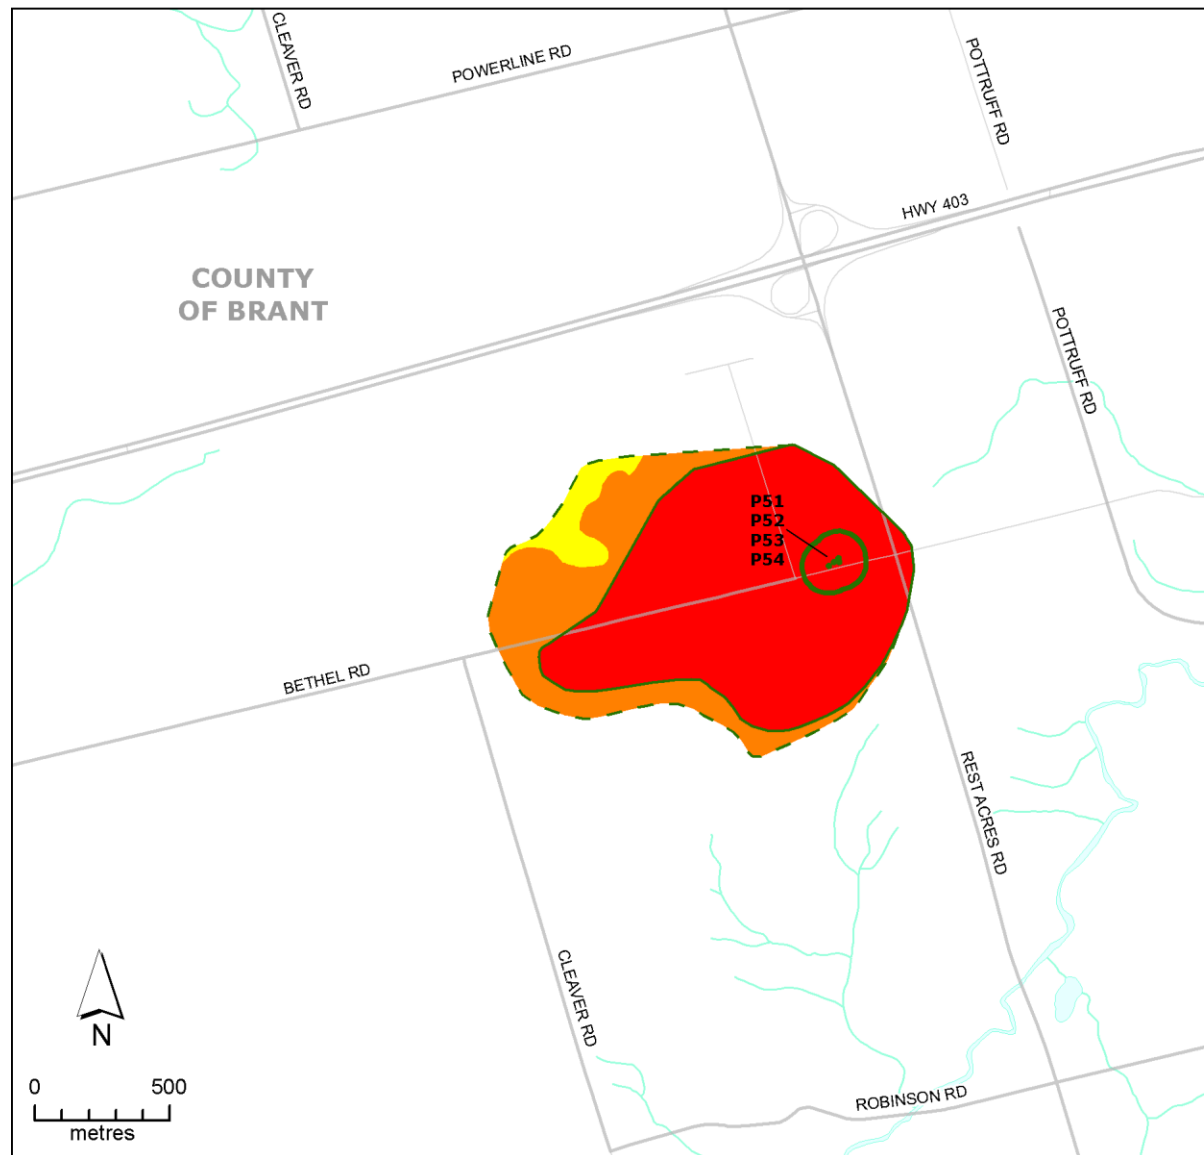 CLEAVER RD
POWERLINE RD
POTTRUFF RD
HWY 403
COUNTY
OF BRANT
POTTRUFF RD
P51
P52
P53
P54
BETHEL RD
REST ACRES RD
CLEAVER RD
N
0 500
metres
ROBINSON RD